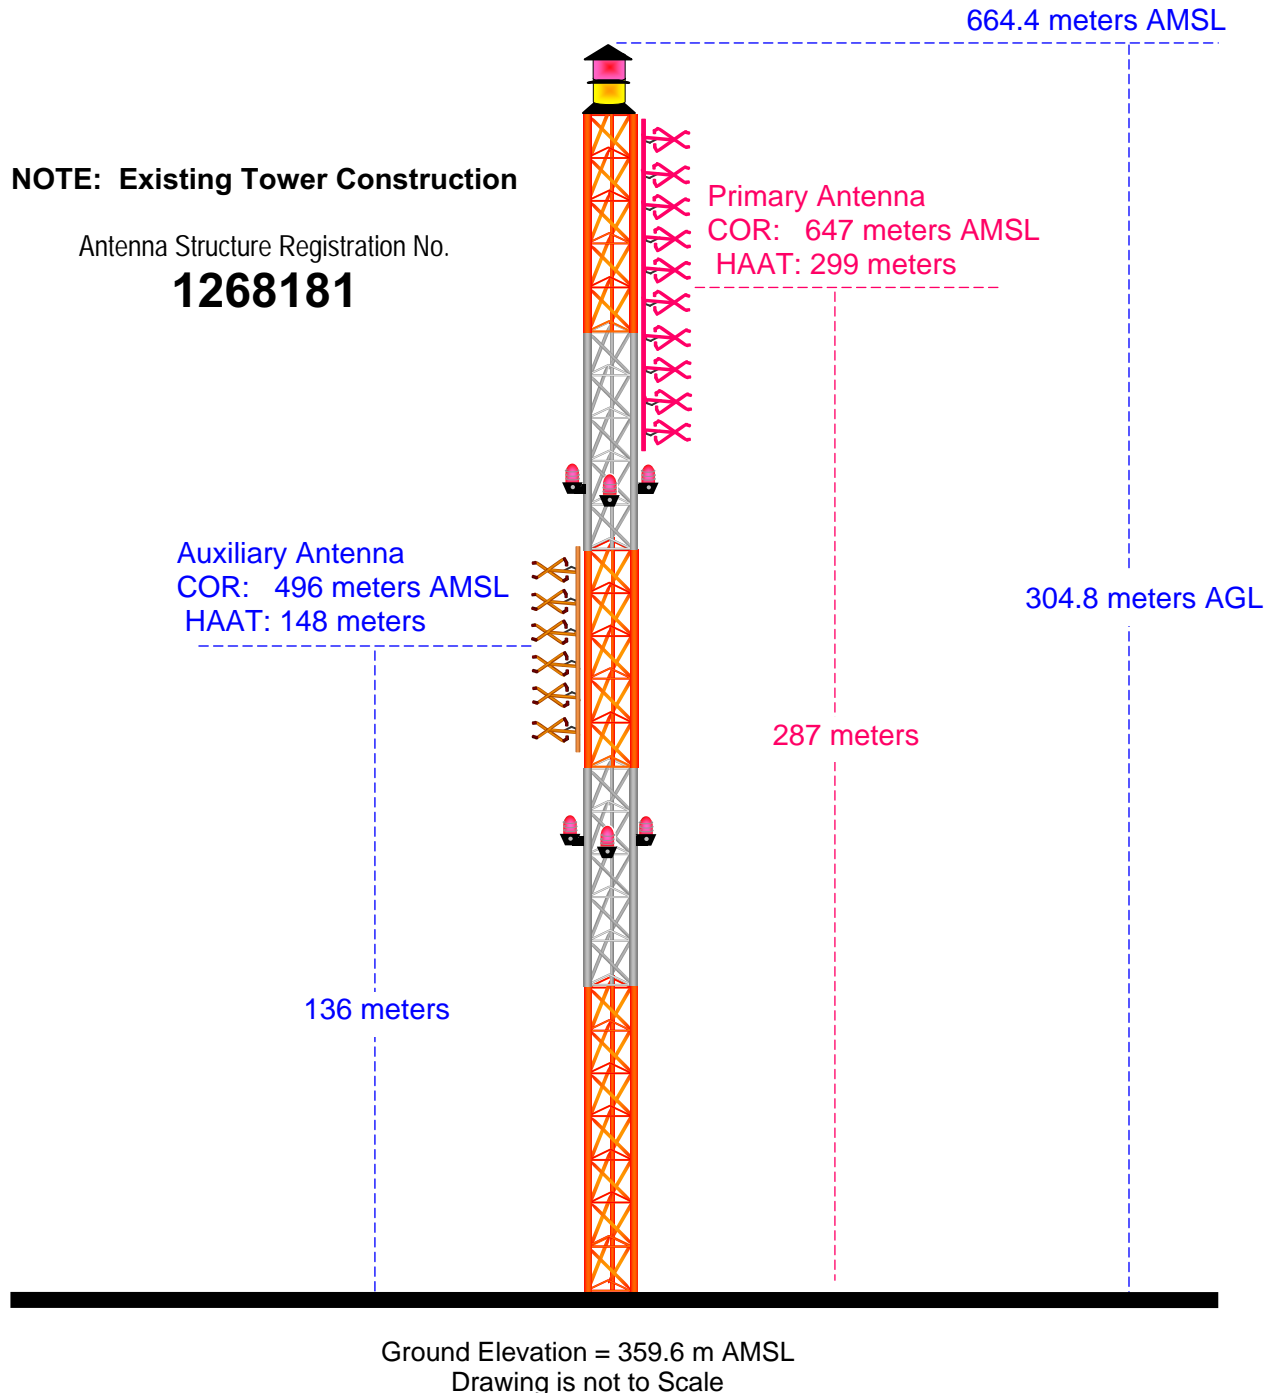 664.4 meters AMSL
NOTE:  Existing Tower Construction
Antenna Structure Registration No.
1268181
Primary Antenna
COR:   647 meters AMSL
HAAT: 299 meters
Auxiliary Antenna
COR:   496 meters AMSL
HAAT: 148 meters
304.8 meters AGL
287 meters
136 meters
Ground Elevation = 359.6 m AMSL
Drawing is not to Scale